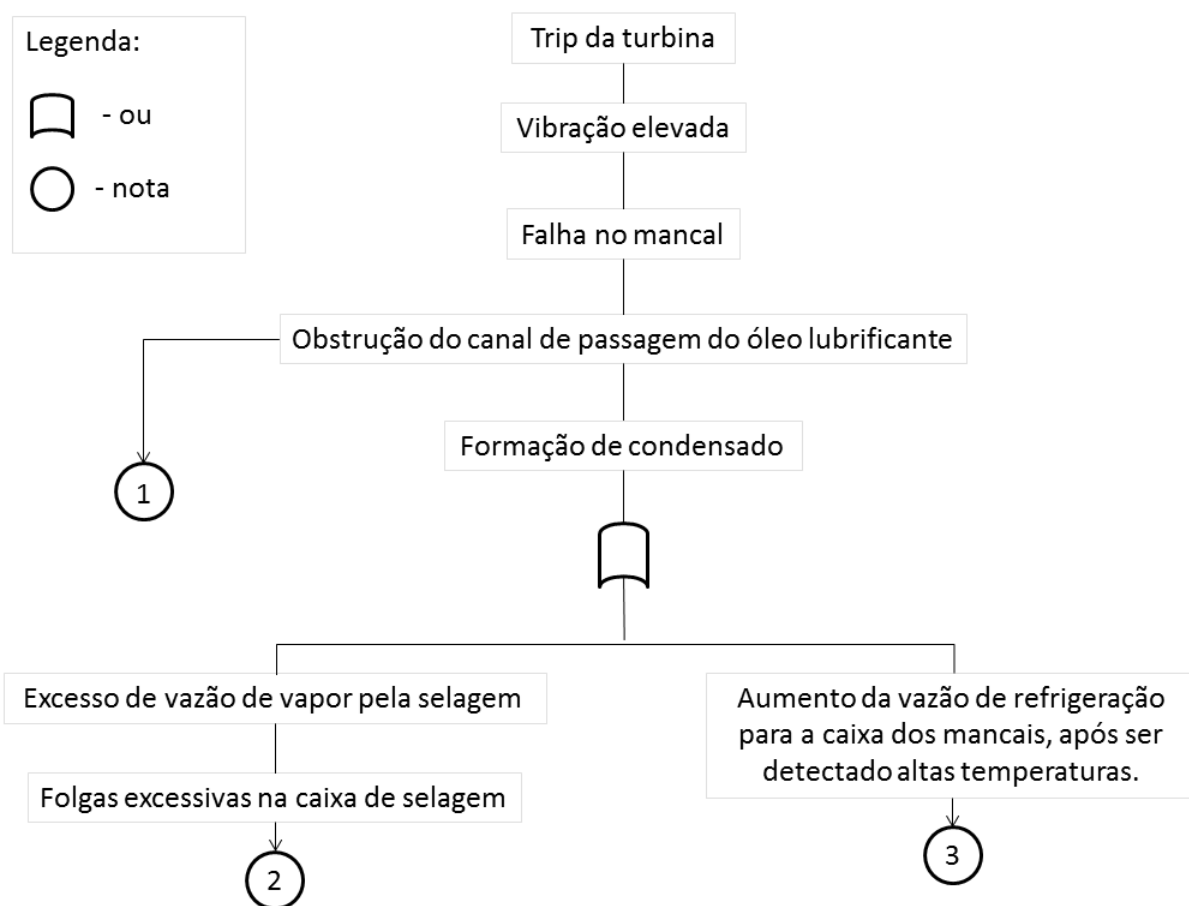 Legenda:
- ou
- nota
Trip da turbina
Vibração elevada
Falha no mancal
Obstrução do canal de passagem do óleo lubrificante
1
Formação de condensado
Excesso de vazão de vapor pela selagem
Folgas excessivas na caixa de selagem
2
Aumento da vazão de refrigeração
para a caixa dos mancais, após ser
detectado altas temperaturas.
3